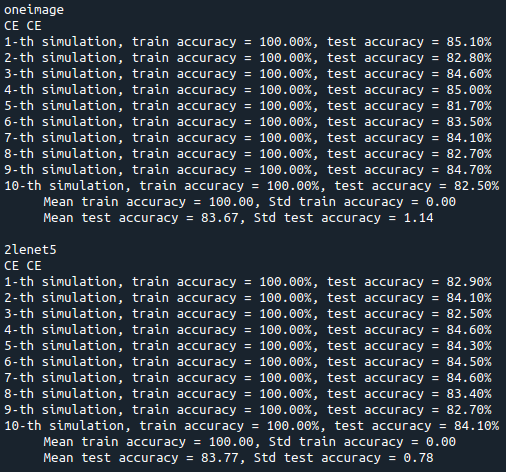 oneimage
CE CE
1-th simulation, train accuracy = 100.00%, test accuracy = 85.10%
2-th simulation, train accuracy = 100.00%, test accuracy = 82.80%
3-th simulation, train accuracy = 100.00%, test accuracy = 84.60%
4-th simulation, train accuracy = 100.00%, test accuracy = 85.00%
5-th simulation, train accuracy = 100.00%, test accuracy = 81.70%
6-th simulation, train accuracy = 100.00%, test accuracy = 83.50%
7-th simulation, train accuracy = 100.00%, test accuracy = 84.10%
8-th simulation, train accuracy = 100.00%, test accuracy = 82.70%
9-th simulation, train accuracy = 100.00%, test accuracy = 84.70%
10-th simulation, train accuracy = 100.00%, test accuracy = 82.50%
Mean train accuracy = 100.00, Std train accuracy = 0.00
Mean test accuracy = 83.67, Std test accuracy = 1.14
2lenet5
CE CE
1-th simulation, train accuracy = 100.00%, test accuracy = 82.90%
2-th simulation, train accuracy = 100.00%, test accuracy = 84.10%
3-th simulation, train accuracy = 100.00%, test accuracy = 82.50%
4-th simulation, train accuracy = 100.00%, test accuracy = 84.60%
5-th simulation, train accuracy = 100.00%, test accuracy = 84.30%
6-th simulation, train accuracy = 100.00%, test accuracy = 84.50%
7-th simulation, train accuracy = 100.00%, test accuracy = 84.60%
8-th simulation, train accuracy = 100.00%, test accuracy = 83.40%
9-th simulation, train accuracy = 100.00%, test accuracy = 82.70%
10-th simulation, train accuracy = 100.00%, test accuracy = 84.10%
Mean train accuracy = 100.00, Std train accuracy = 0.00
Mean test accuracy = 83.77, Std test accuracy = 0.78